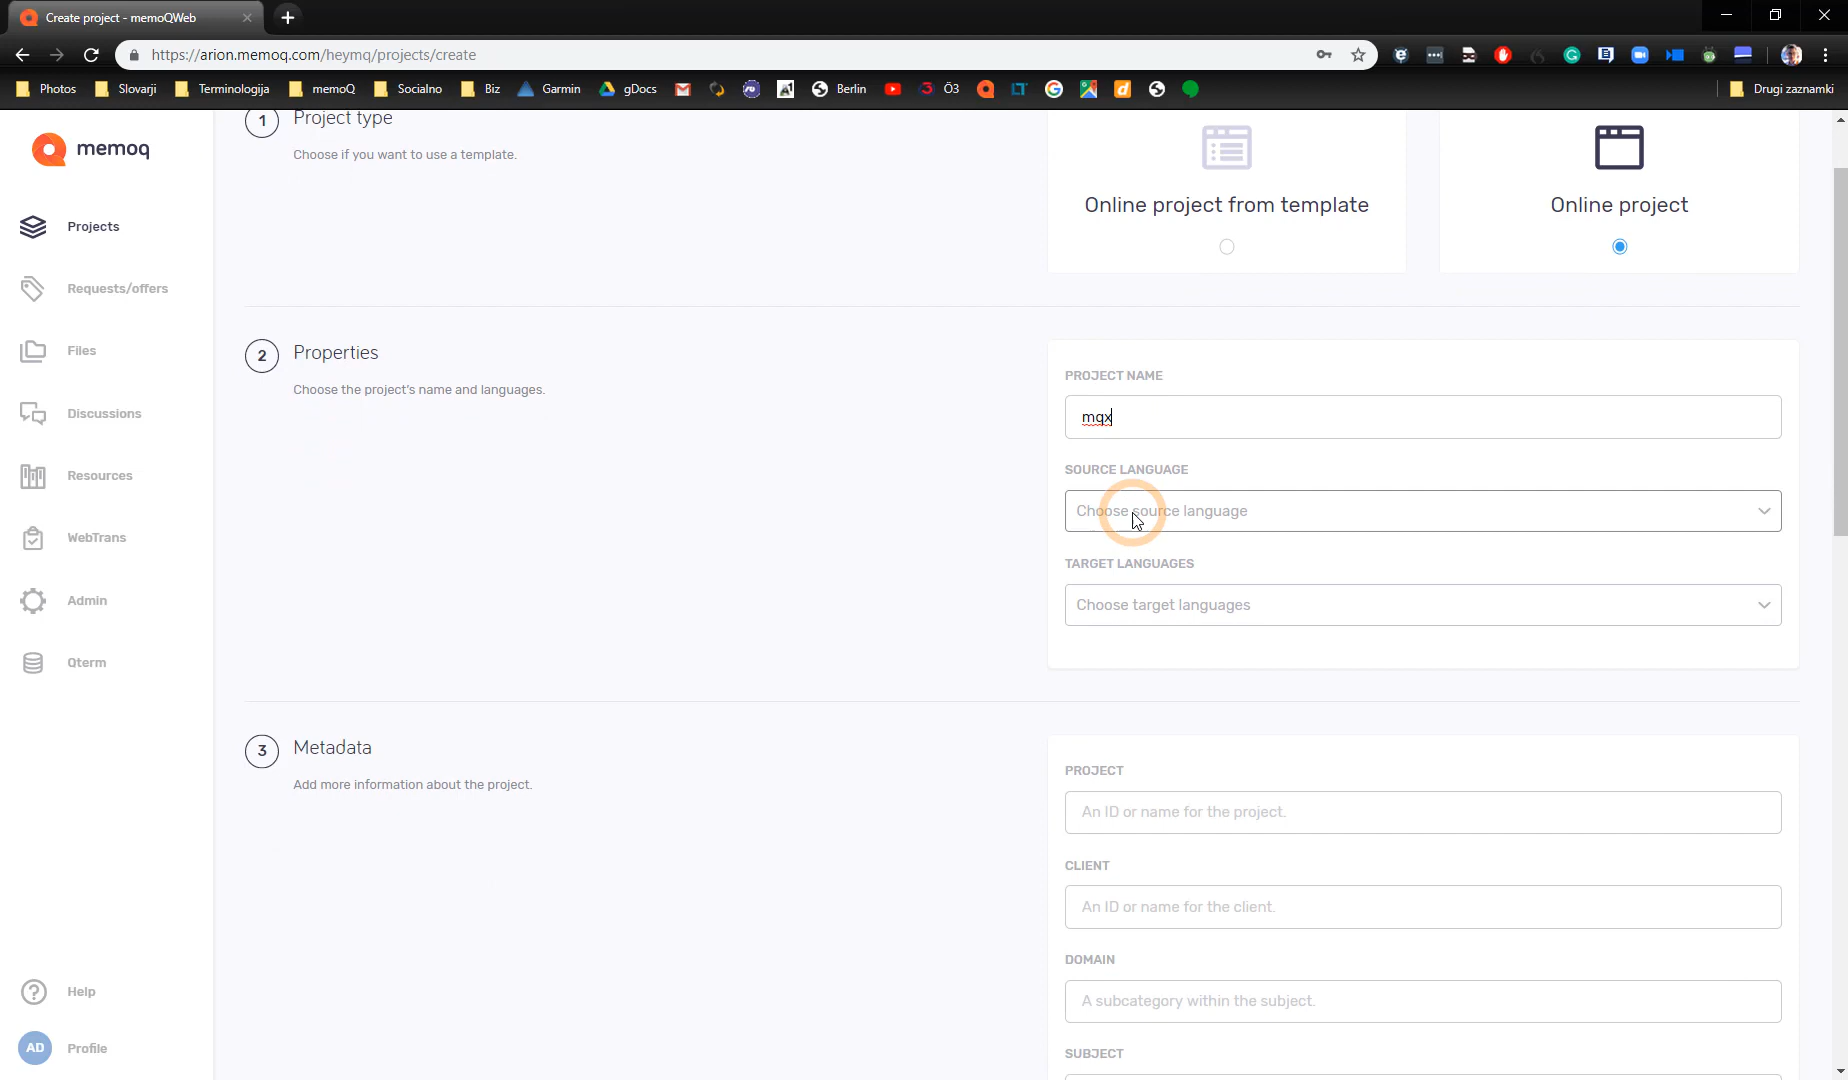 Create project - memoQWeb
https://arion.memoq.com/heymq/projects/create
Photos
Slovarji
Terminologija
memoQ
Socialno
Biz
Garmin
gDocs
Berlin
Ö3
LT
Drugi zaznamki
memoq
Projects
Requests/offers
Files
Discussions
Resources
WebTrans
Admin
Qterm
Help
AD
Profile
1
Project type
Choose if you want to use a template.
Online project from template
Online project
2
Properties
Choose the project's name and languages.
PROJECT NAME
mqx
SOURCE LANGUAGE
Choose source language
TARGET LANGUAGES
Choose target languages
3
Metadata
Add more information about the project.
PROJECT
An ID or name for the project.
CLIENT
An ID or name for the client.
DOMAIN
A subcategory within the subject.
SUBJECT